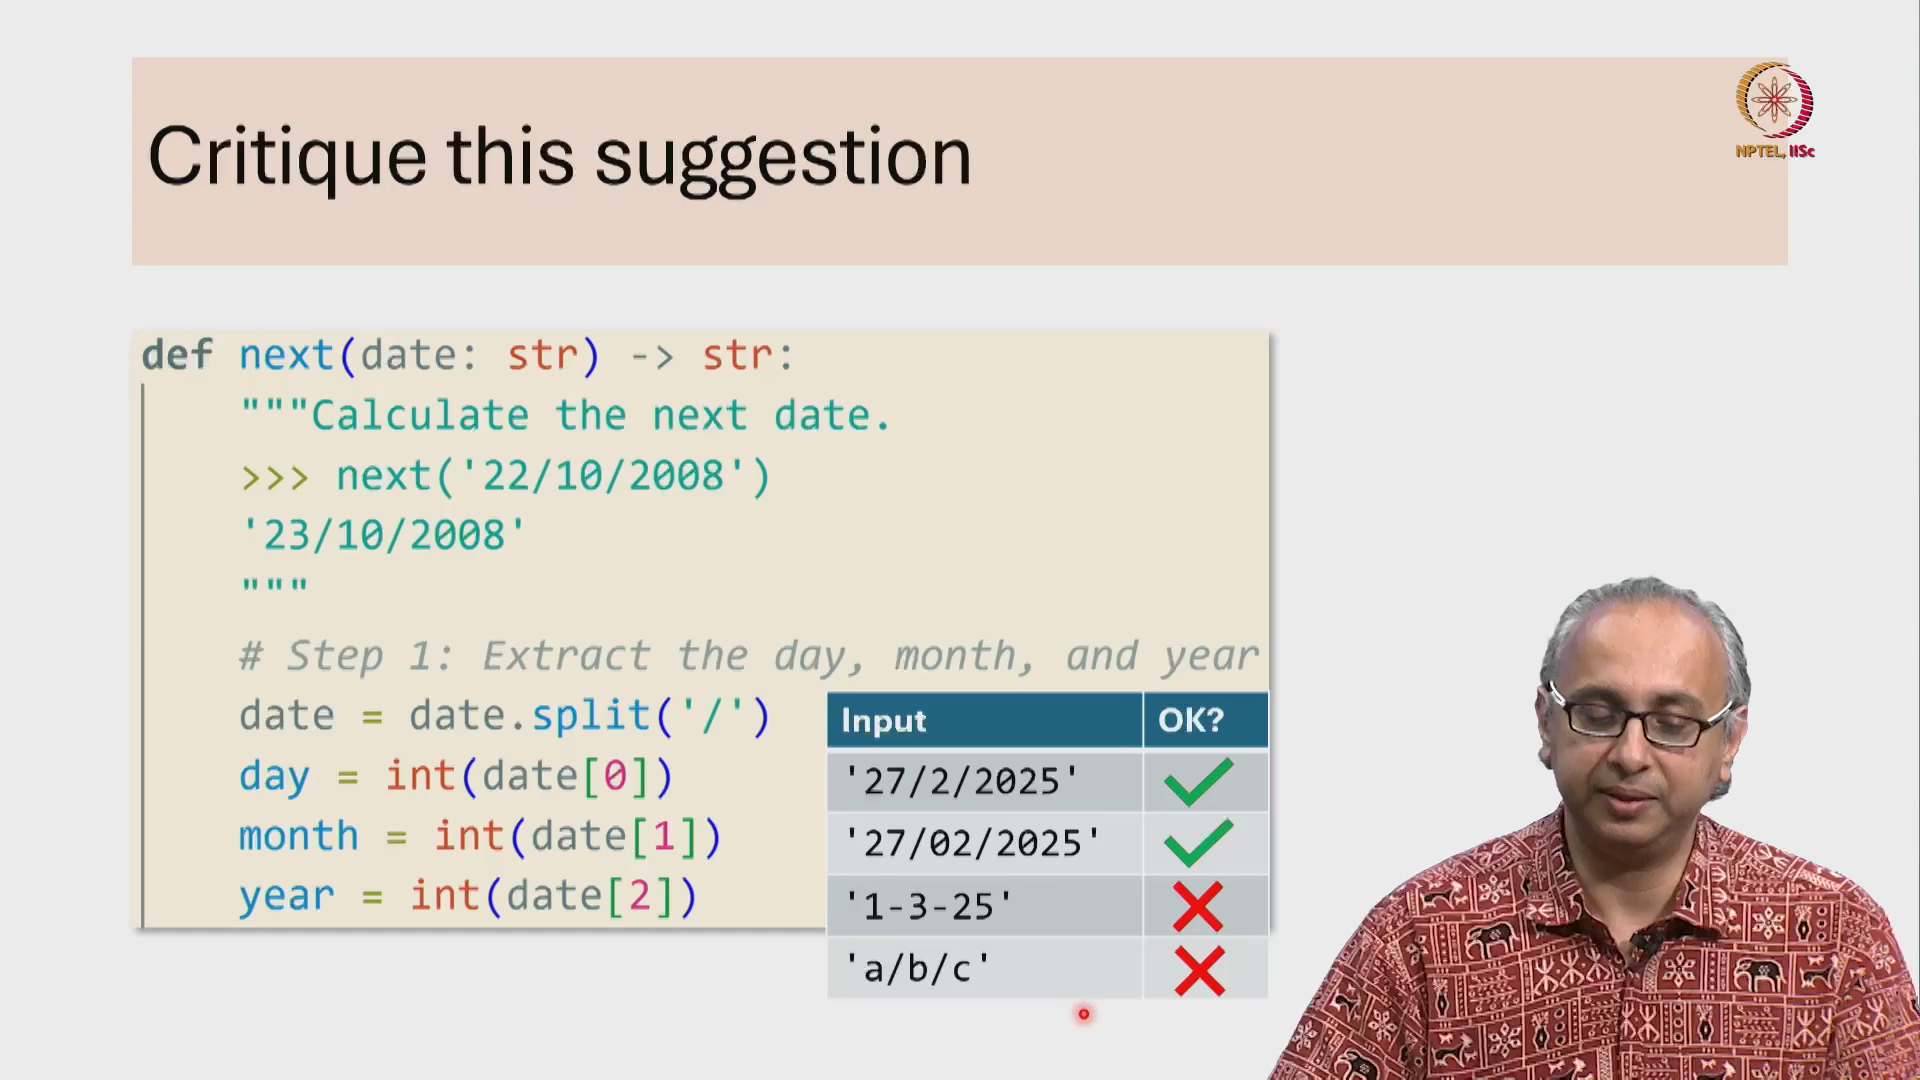 Critique this suggestion
NPTEL, IISc
def next(date: str) -> str:
"""Calculate the next date.
>>> next('22/10/2008')
'23/10/2008'
"""
# Step 1: Extract the day, month, and year
date = date.split('/')
day = int(date[0])
month = int(date[1])
year = int(date[2])
Input OK?
'27/2/2025'
'27/02/2025'
'1-3-25'
'a/b/c'